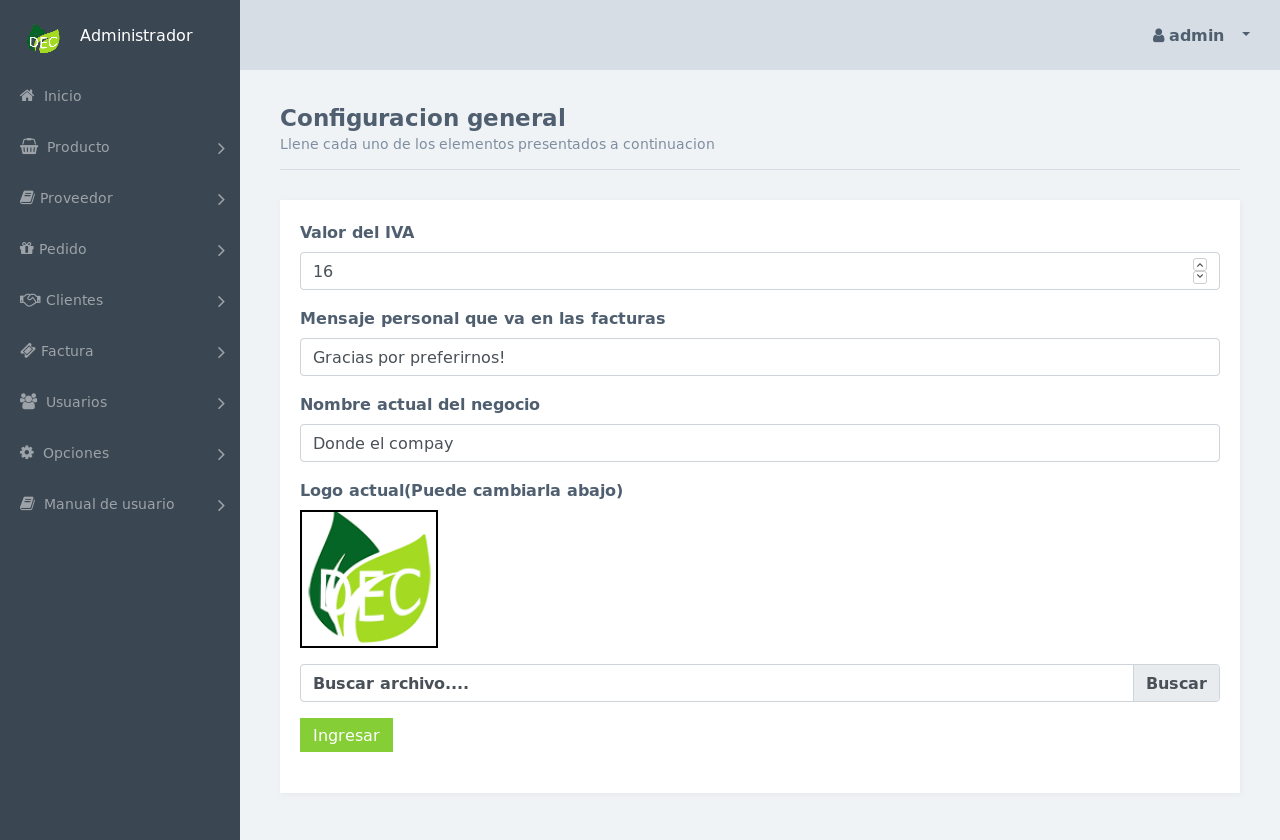 DEC Administrador
admin
Inicio
Producto
Proveedor
Pedido
Clientes
Factura
Usuarios
Opciones
Manual de usuario
Configuracion general
Llene cada uno de los elementos presentados a continuacion
Valor del IVA
16
Mensaje personal que va en las facturas
Gracias por preferirnos!
Nombre actual del negocio
Donde el compay
Logo actual(Puede cambiarla abajo)
DEC
Buscar archivo.... Buscar
Ingresar